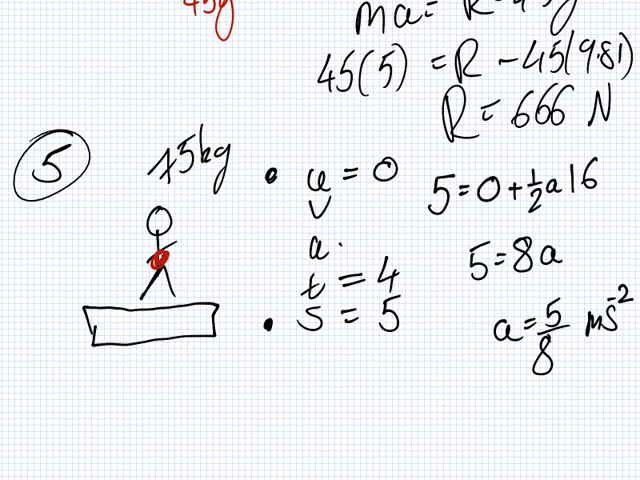 45g
ma = R - 45g
45(5) = R - 45(9.81)
R = 666 N
5
75kg
u = 0
v
a
t = 4
s = 5
5 = 0 + ½a16
5 = 8a
a = 5/8 ms⁻²